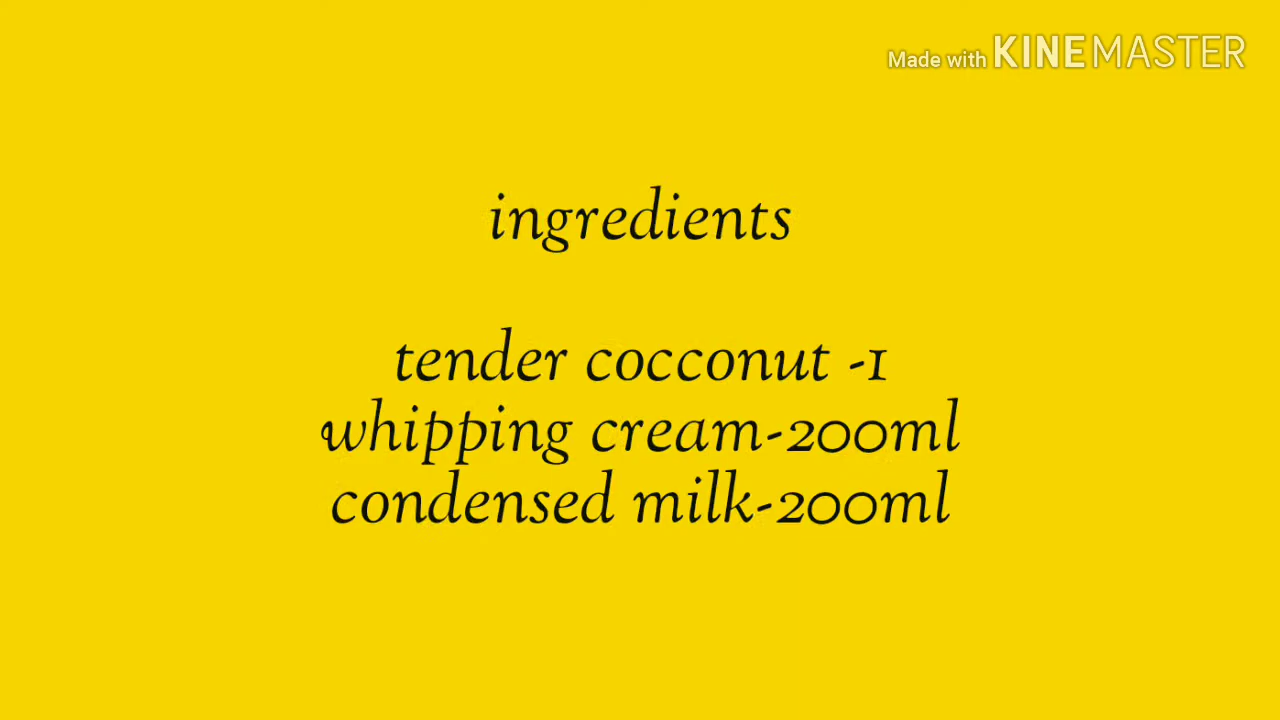 Made with KINEMASTER
ingredients
tender cocconut -1
whipping cream-200ml
condensed milk-200ml